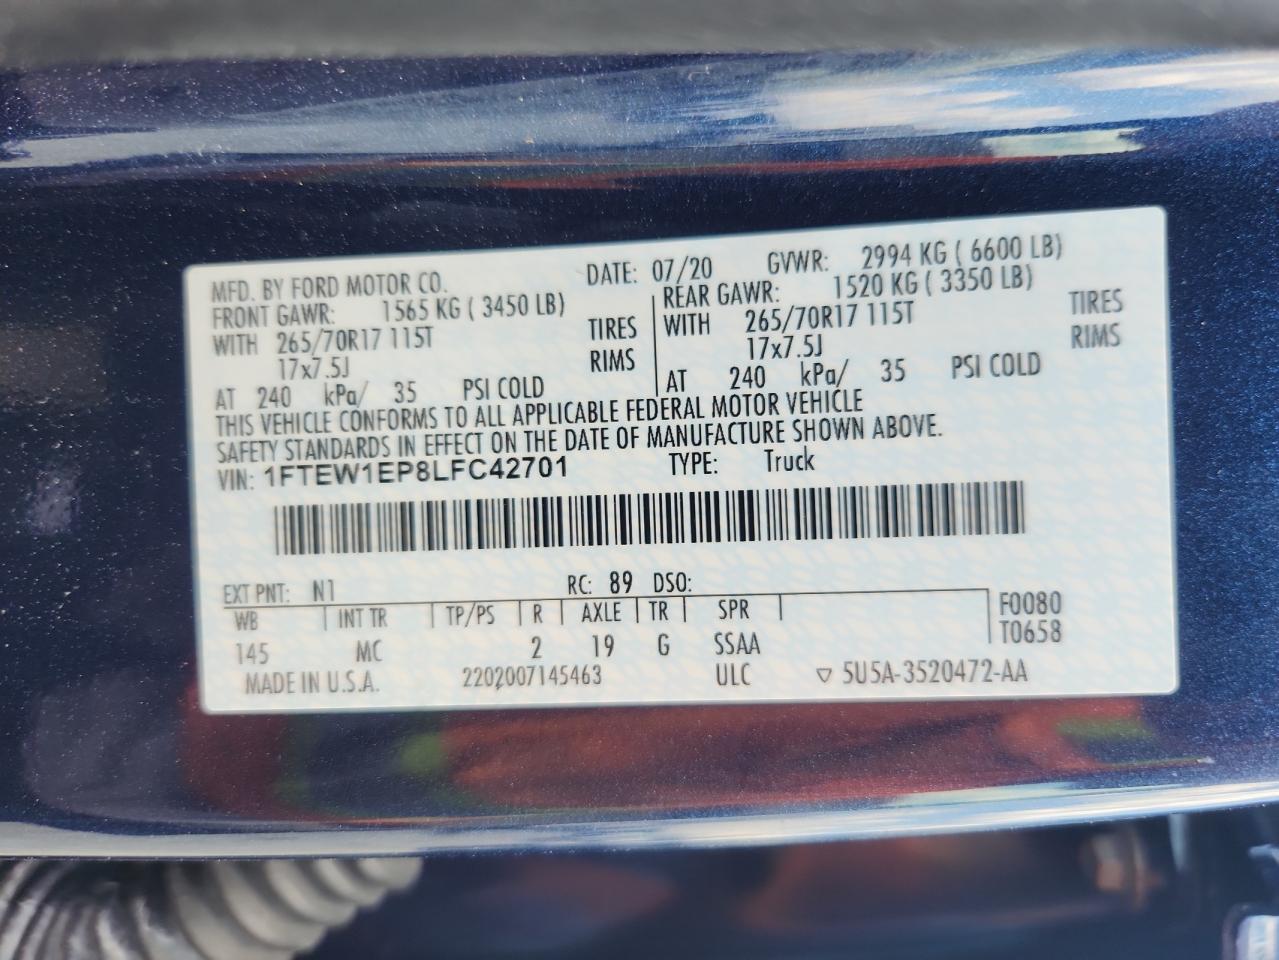 MFD. BY FORD MOTOR CO. DATE: 07/20 GVWR: 2994 KG ( 6600 LB)
FRONT GAWR: 1565 KG ( 3450 LB) REAR GAWR: 1520 KG ( 3350 LB)
WITH 265/70R17 115T TIRES WITH 265/70R17 115T TIRES
17x7.5J RIMS 17x7.5J RIMS
AT 240 kPa/ 35 PSI COLD AT 240 kPa/ 35 PSI COLD
THIS VEHICLE CONFORMS TO ALL APPLICABLE FEDERAL MOTOR VEHICLE
SAFETY STANDARDS IN EFFECT ON THE DATE OF MANUFACTURE SHOWN ABOVE.
VIN: 1FTEW1EP8LFC42701 TYPE: Truck
EXT PNT: N1 RC: 89 DSO:
WB INT TR TP/PS R AXLE TR SPR F0080
145 MC 2 19 G SSAA T0658
MADE IN U.S.A. 2202007145463 ULC ▽ 5U5A-3520472-AA